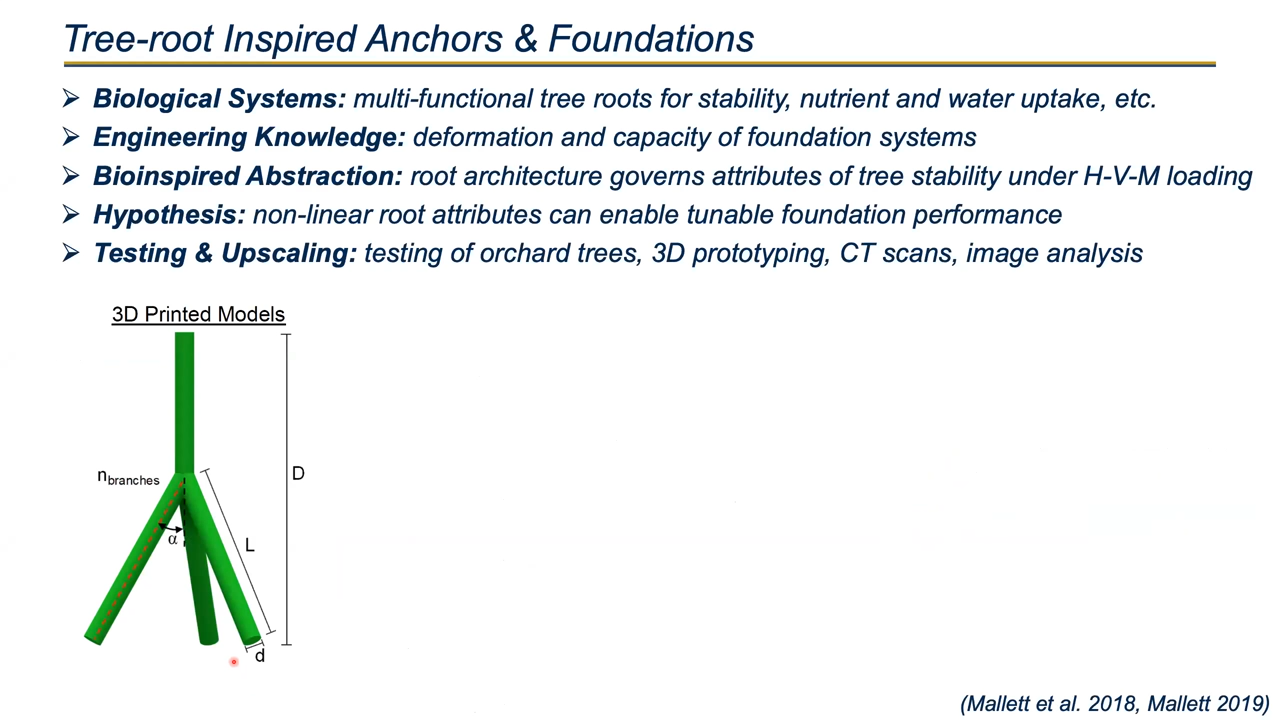 Tree-root Inspired Anchors & Foundations
➢ Biological Systems: multi-functional tree roots for stability, nutrient and water uptake, etc.
➢ Engineering Knowledge: deformation and capacity of foundation systems
➢ Bioinspired Abstraction: root architecture governs attributes of tree stability under H-V-M loading
➢ Hypothesis: non-linear root attributes can enable tunable foundation performance
➢ Testing & Upscaling: testing of orchard trees, 3D prototyping, CT scans, image analysis
3D Printed Models
n branches
D
α
L
d
(Mallett et al. 2018, Mallett 2019)